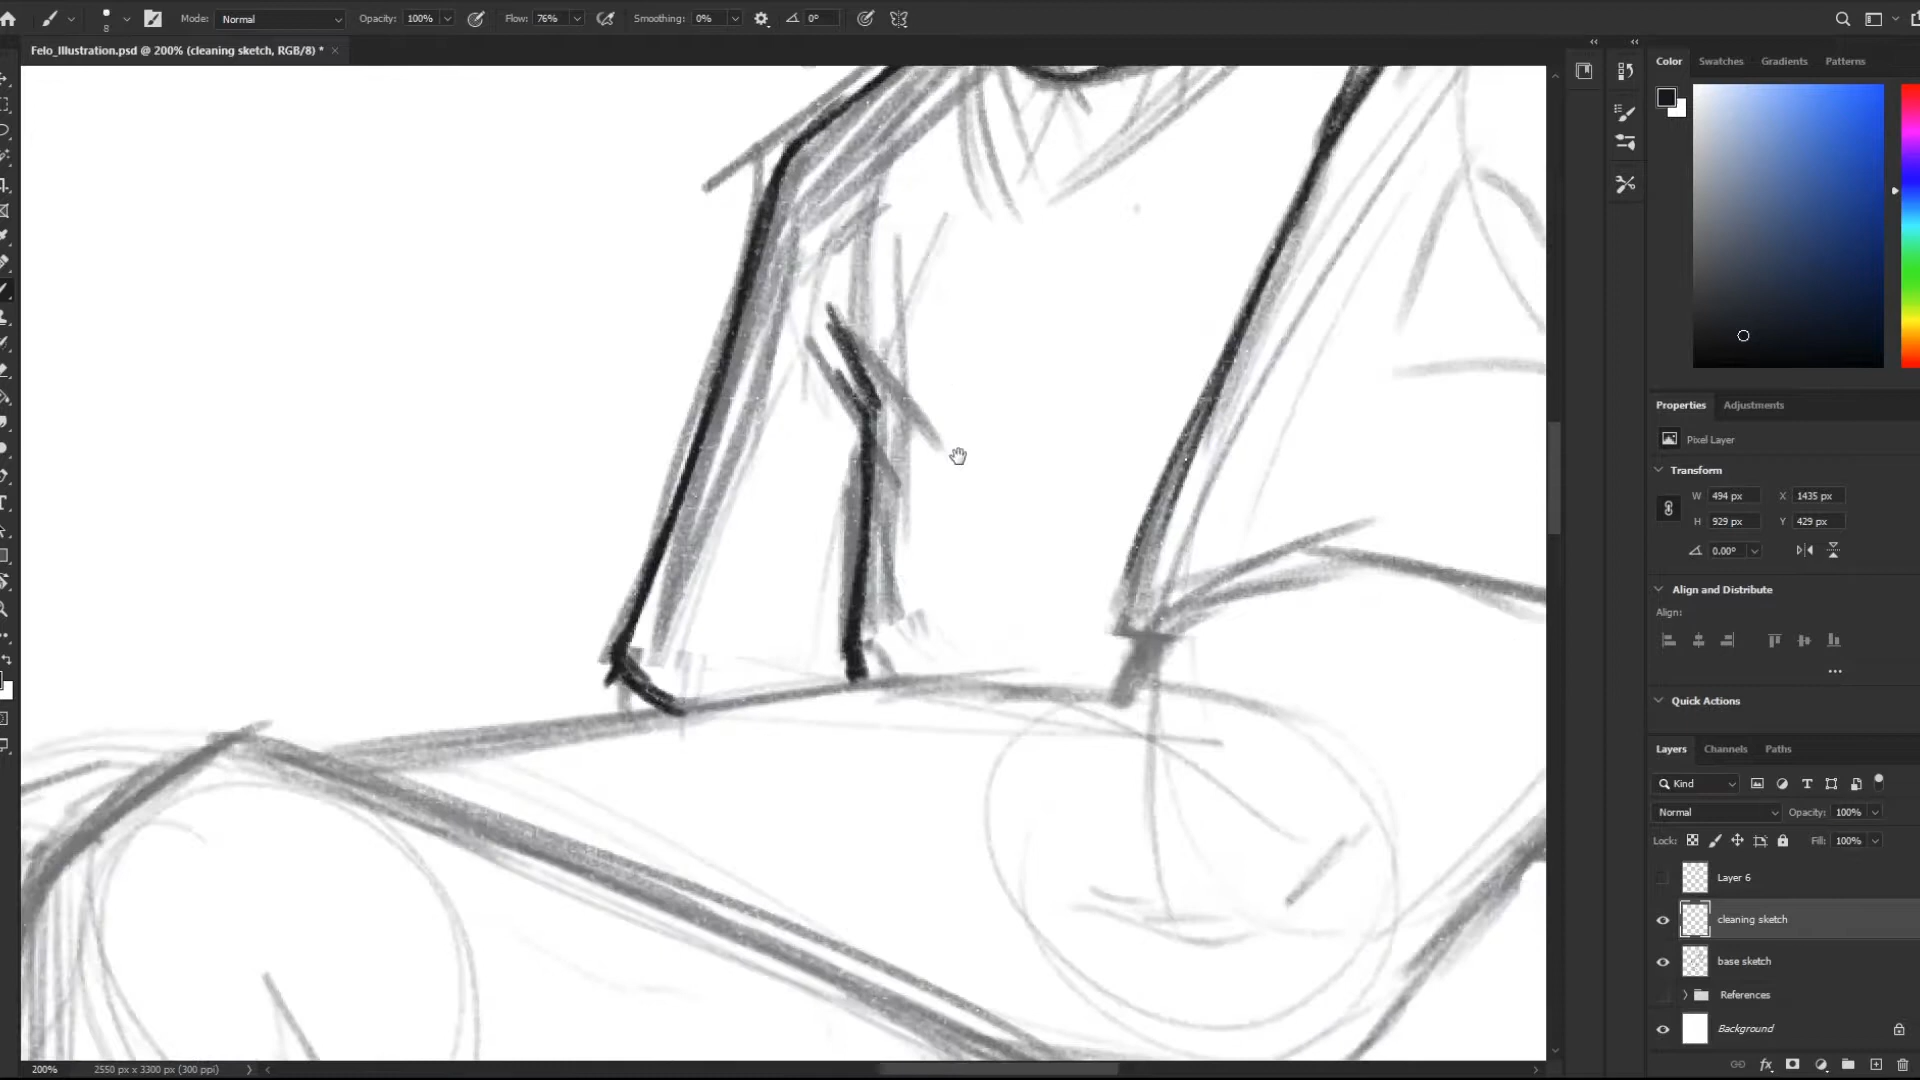 8
Mode: Normal
Opacity: 100%
Flow: 76%
Smoothing: 0%
0°
Felo_Illustration.psd @ 200% (cleaning sketch, RGB/8) *
Color Swatches Gradients Patterns
Properties Adjustments
Pixel Layer
Transform
W 494 px X 1435 px
H 929 px Y 429 px
0.00°
Align and Distribute
Align:
Quick Actions
Layers Channels Paths
Kind
Normal Opacity: 100%
Lock: Fill: 100%
Layer 6
cleaning sketch
base sketch
References
Background
200% 2550 px x 3300 px (300 ppi)